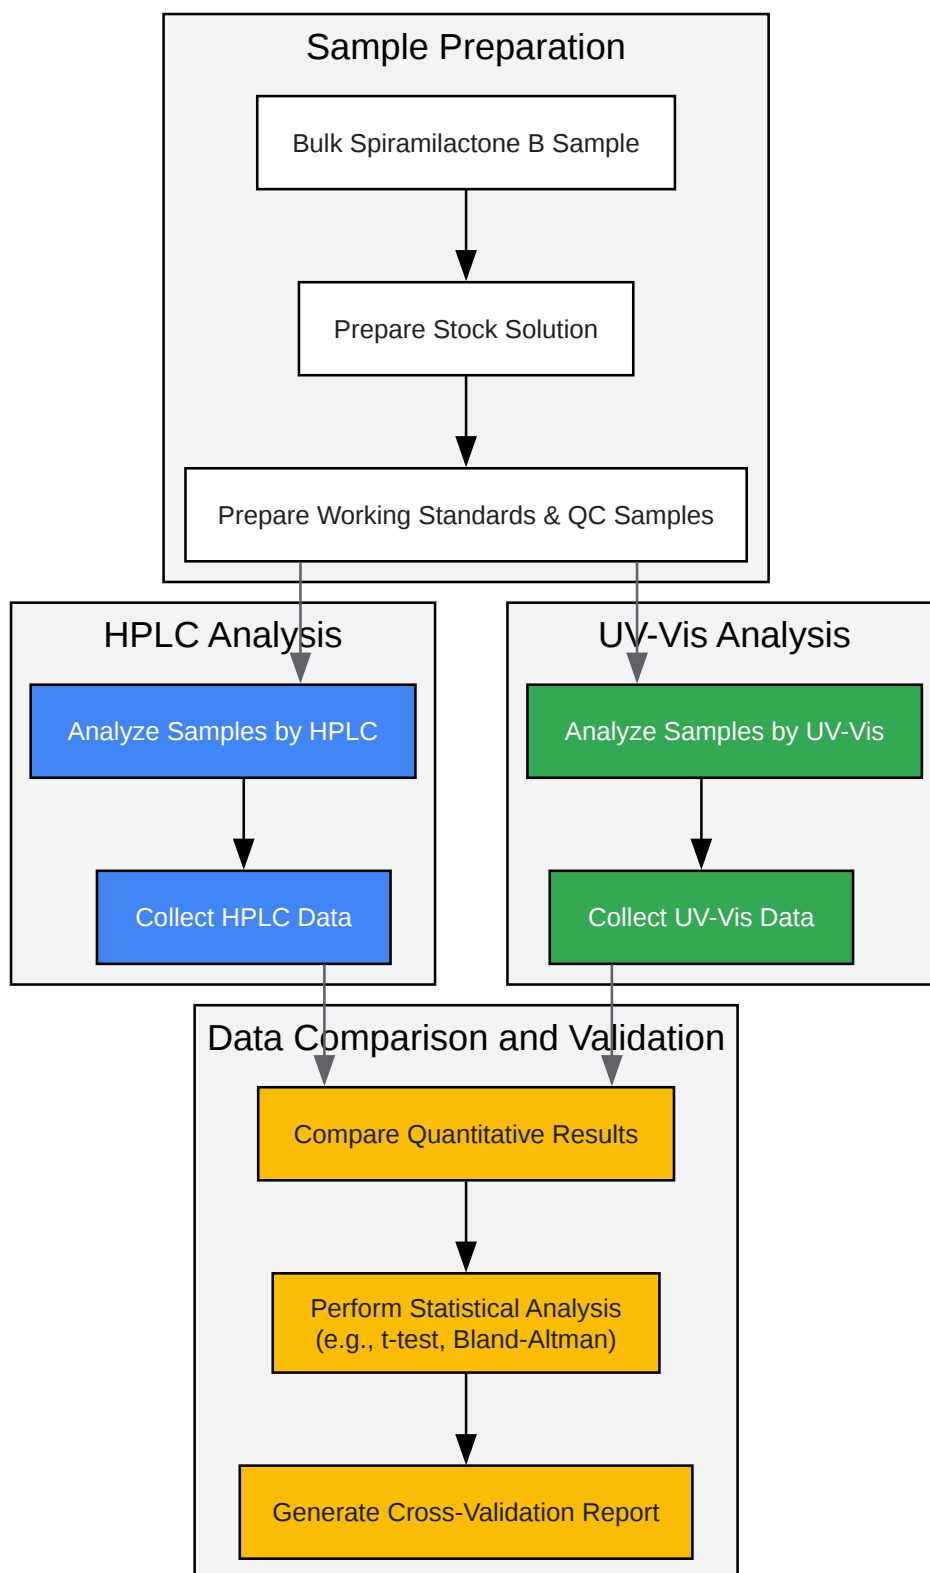 Sample Preparation
Bulk Spiramilactone B Sample
Prepare Stock Solution
Prepare Working Standards & QC Samples
HPLC Analysis
Analyze Samples by HPLC
Collect HPLC Data
UV-Vis Analysis
Analyze Samples by UV-Vis
Collect UV-Vis Data
Data Comparison and Validation
Compare Quantitative Results
Perform Statistical Analysis
(e.g., t-test, Bland-Altman)
Generate Cross-Validation Report